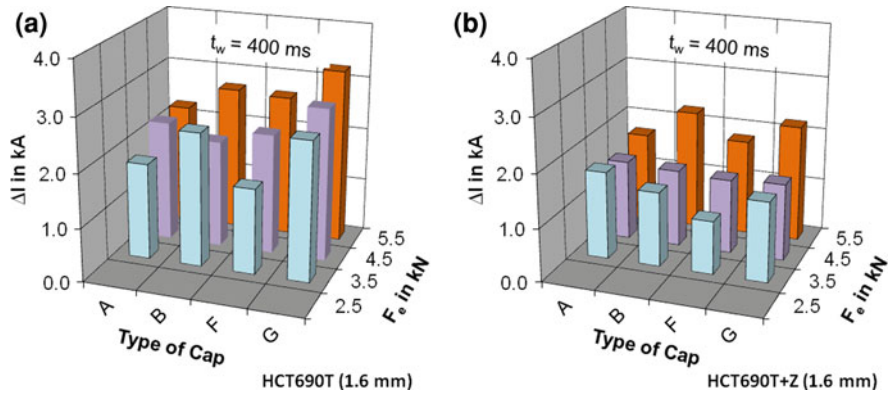 (a)
t_w = 400 ms
ΔI in kA
4.0
3.0
2.0
1.0
0.0
A
B
F
G
Type of Cap
2.5
3.5
4.5
5.5
F_e in kN
HCT690T (1.6 mm)
(b)
t_w = 400 ms
ΔI in kA
4.0
3.0
2.0
1.0
0.0
A
B
F
G
Type of Cap
2.5
3.5
4.5
5.5
F_e in kN
HCT690T+Z (1.6 mm)